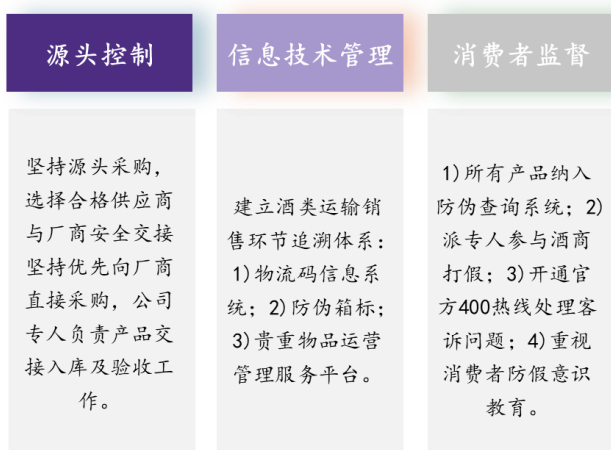 源头控制
坚持源头采购，
选择合格供应商
与厂商安全交接
坚持优先向厂商
直接采购，公司
专人负责产品交
接入库及验收工
作。
信息技术管理
建立酒类运输销
售环节追溯体系：
1)物流码信息系
统；2)防伪箱标；
3)贵重物品运营
管理服务平台。
消费者监督
1)所有产品纳入
防伪查询系统；2)
派专人参与酒商
打假；3)开通官
方400热线处理客
诉问题；4)重视
消费者防假意识
教育。